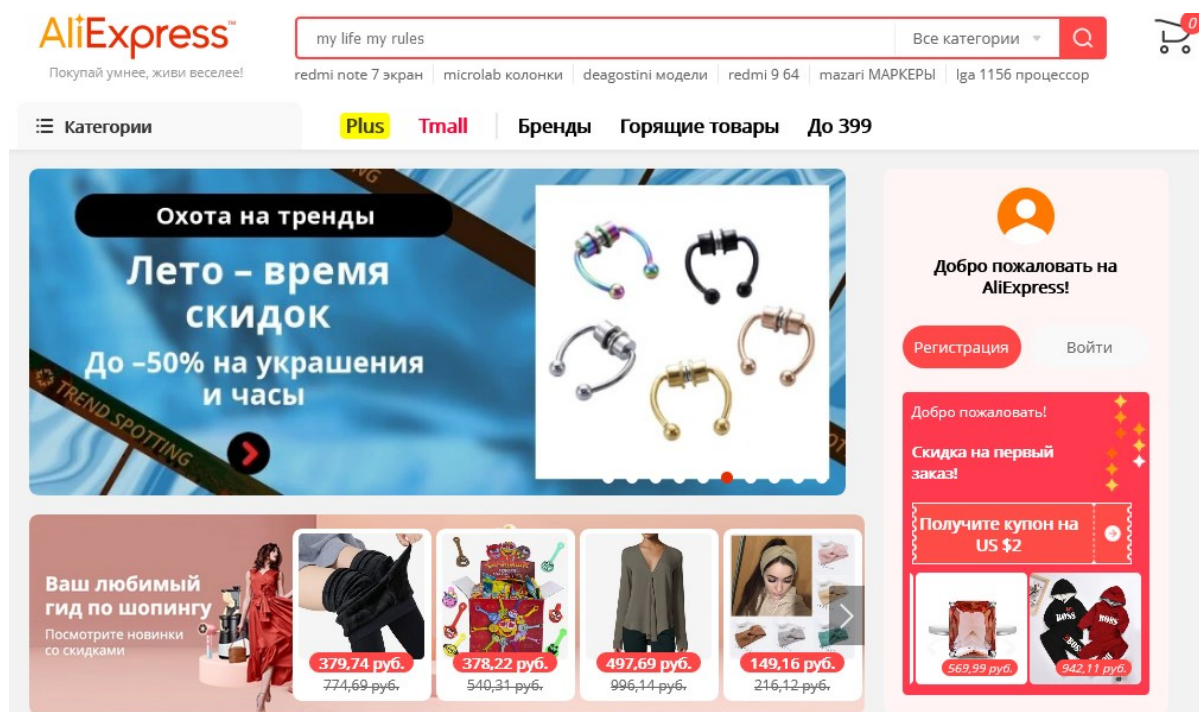 AliExpress™
Покупай умнее, живи веселее!
my life my rules
Все категории
0
redmi note 7 экран
microlab колонки
deagostini модели
redmi 9 64
mazari МАРКЕРЫ
lga 1156 процессор
Категории
Plus
Tmall
Бренды
Горящие товары
До 399
Охота на тренды
Лето – время
скидок
До –50% на украшения
и часы
TREND SPOTTING
Добро пожаловать на
AliExpress!
Регистрация
Войти
Добро пожаловать!
Скидка на первый
заказ!
Получите купон на
US $2
BOSS
BOSS
569,99 руб.
942,11 руб.
Ваш любимый
гид по шопингу
Посмотрите новинки
со скидками
379,74 руб.
774,69 руб.
378,22 руб.
540,31 руб.
497,69 руб.
996,14 руб.
149,16 руб.
216,12 руб.